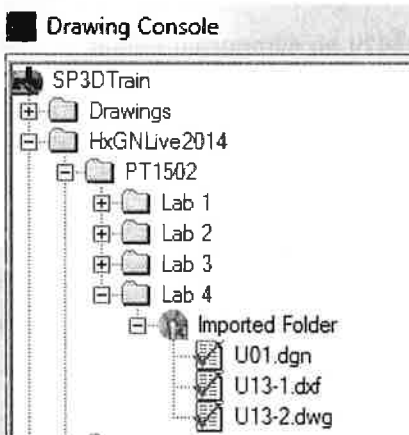 Drawing Console
SP3DTrain
Drawings
HxGNLive2014
PT1502
Lab 1
Lab 2
Lab 3
Lab 4
Imported Folder
U01.dgn
U13-1.dxf
U13-2.dwg